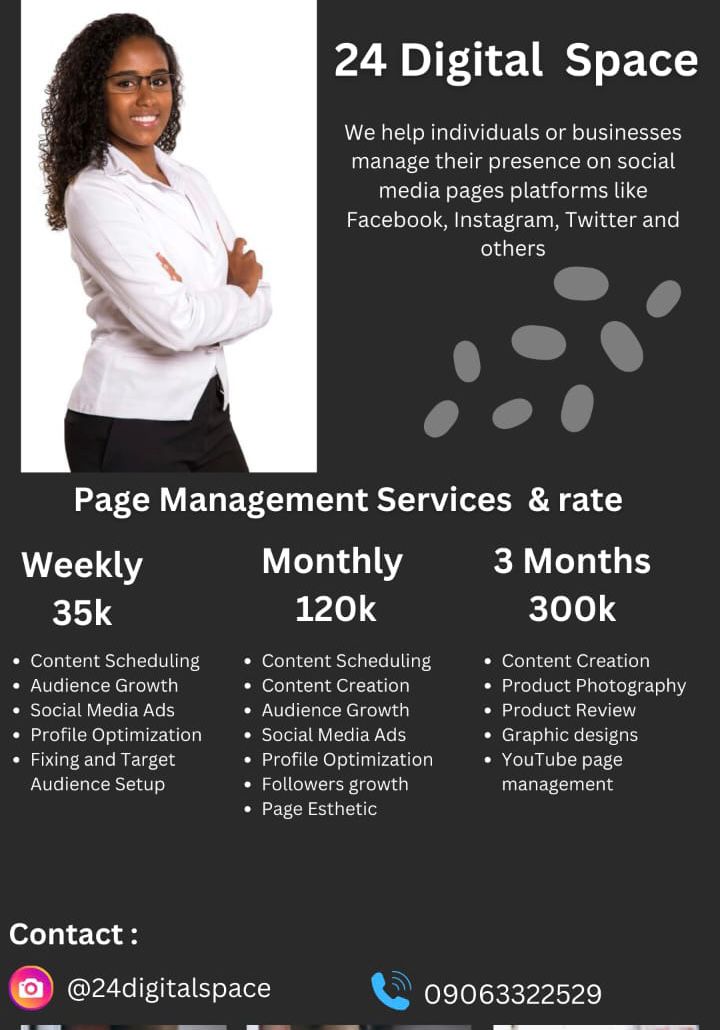 24 Digital Space
We help individuals or businesses
manage their presence on social
media pages platforms like
Facebook, Instagram, Twitter and
others
Page Management Services & rate
Weekly
35k
Content Scheduling
Audience Growth
Social Media Ads
Profile Optimization
Fixing and Target
Audience Setup
Monthly
120k
Content Scheduling
Content Creation
Audience Growth
Social Media Ads
Profile Optimization
Followers growth
Page Esthetic
3 Months
300k
Content Creation
Product Photography
Product Review
Graphic designs
YouTube page
management
Contact :
@24digitalspace
09063322529